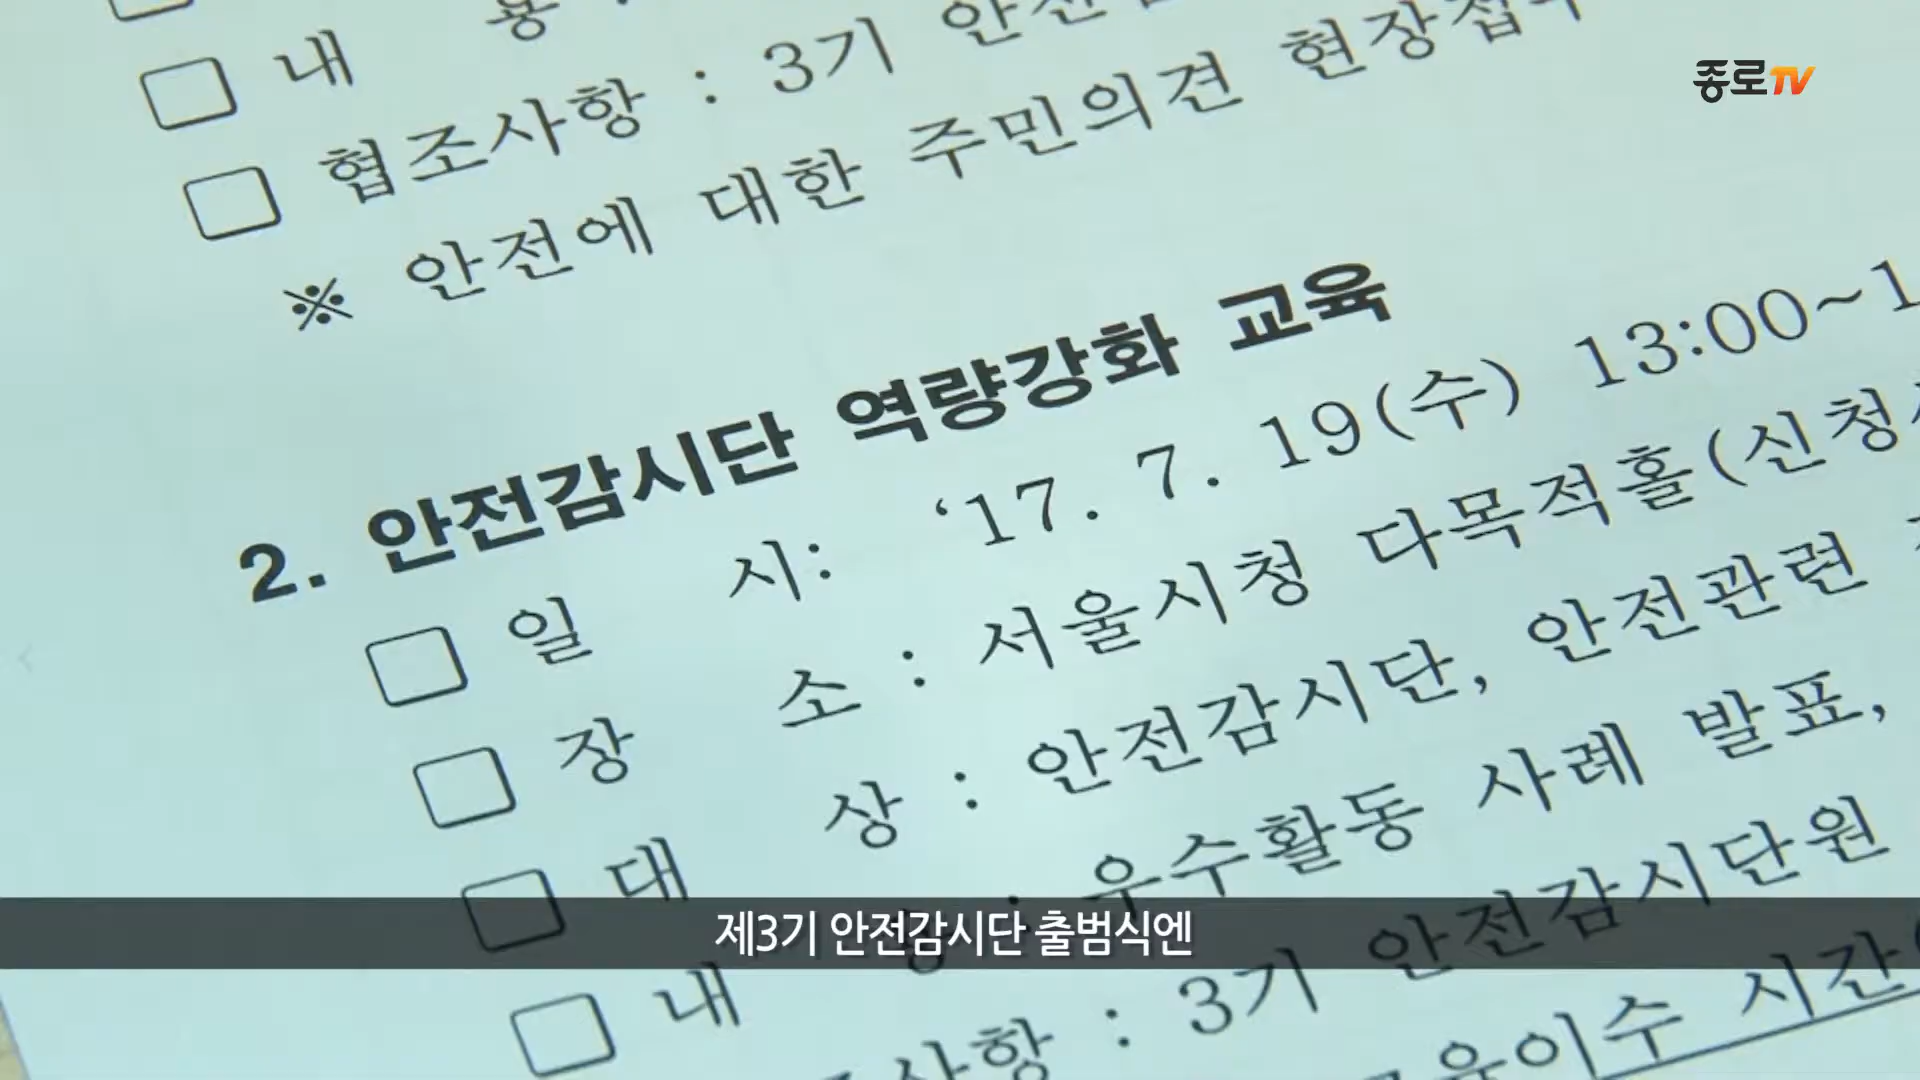 종로TV
□ 내 용 :
□ 협조사항 : 3기 안전
※ 안전에 대한 주민의견 현장접수
2. 안전감시단 역량강화 교육
□ 일 시: ‘17. 7. 19(수) 13:00~1
□ 장 소 : 서울시청 다목적홀(신청사
□ 대 상 : 안전감시단, 안전관련
□ 내 용 : 우수활동 사례 발표,
사항 : 3기 안전감시단원
교육이수 시간(
제3기 안전감시단 출범식엔